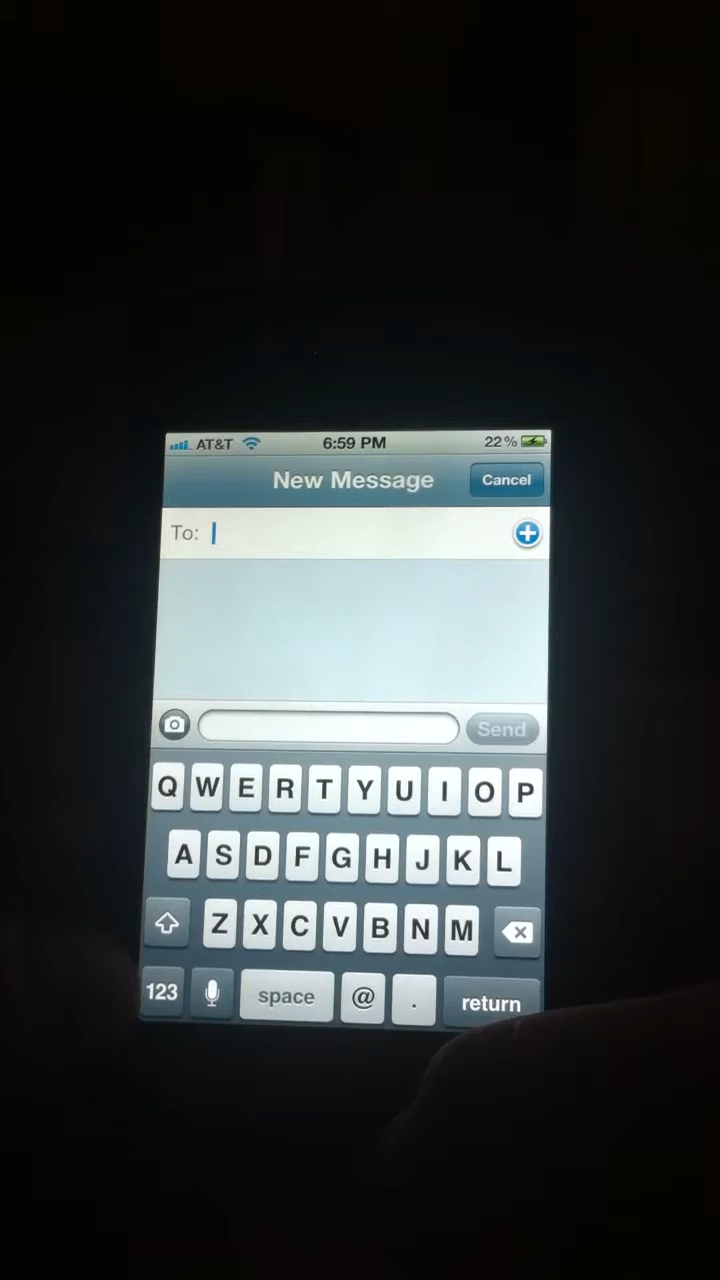 AT&T 6:59 PM 22%
New Message Cancel
To:
Send
Q W E R T Y U I O P
A S D F G H J K L
Z X C V B N M
123 space @ . return